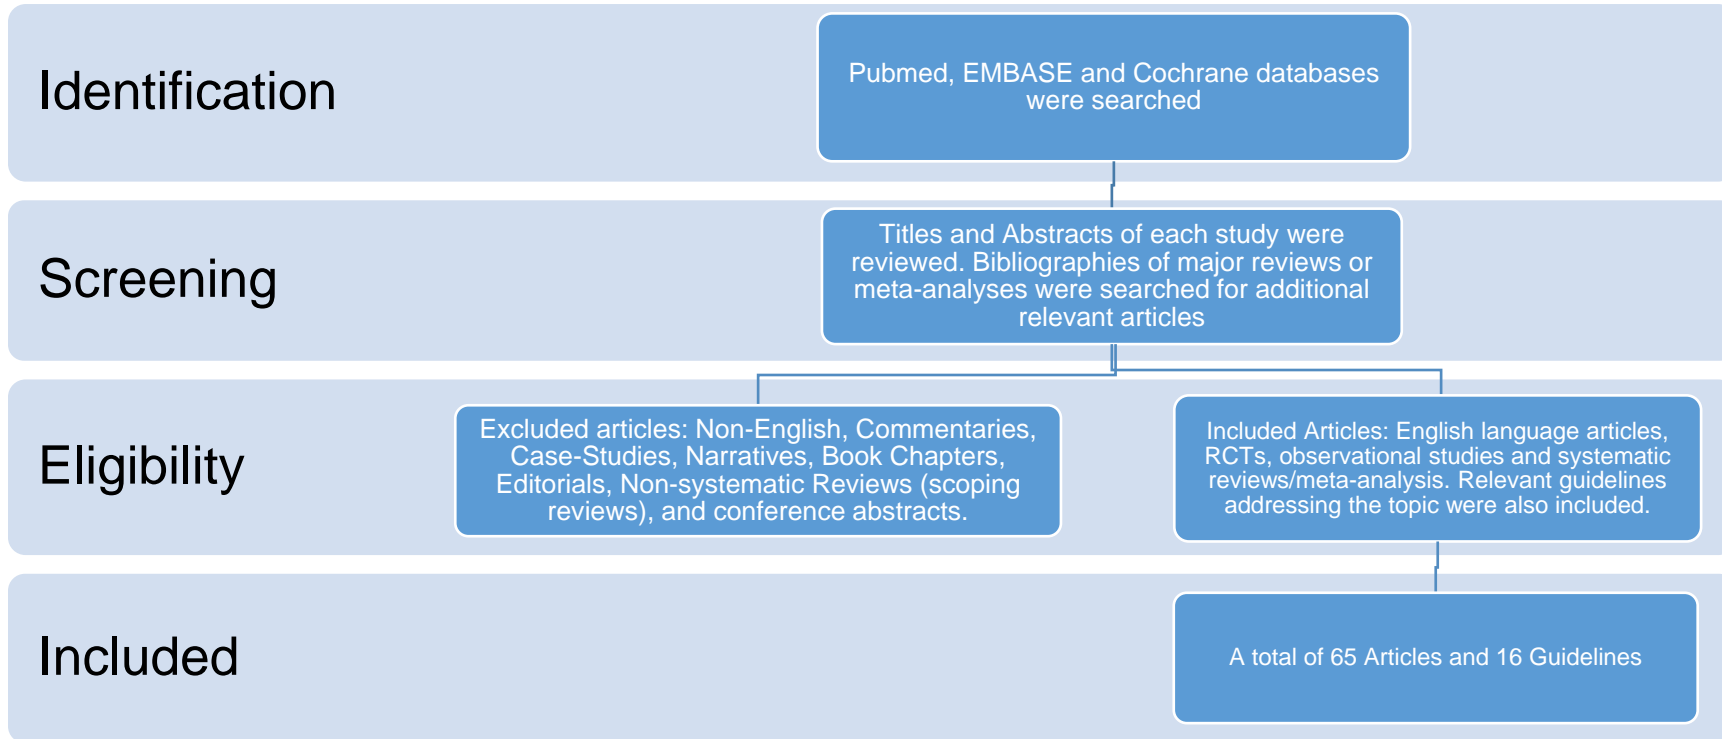 Identification
Pubmed, EMBASE and Cochrane databases
were searched
Screening
Titles and Abstracts of each study were
reviewed. Bibliographies of major reviews or
meta-analyses were searched for additional
relevant articles
Eligibility
Excluded articles: Non-English, Commentaries,
Case-Studies, Narratives, Book Chapters,
Editorials, Non-systematic Reviews (scoping
reviews), and conference abstracts.
Included Articles: English language articles,
RCTs, observational studies and systematic
reviews/meta-analysis. Relevant guidelines
addressing the topic were also included.
Included
A total of 65 Articles and 16 Guidelines